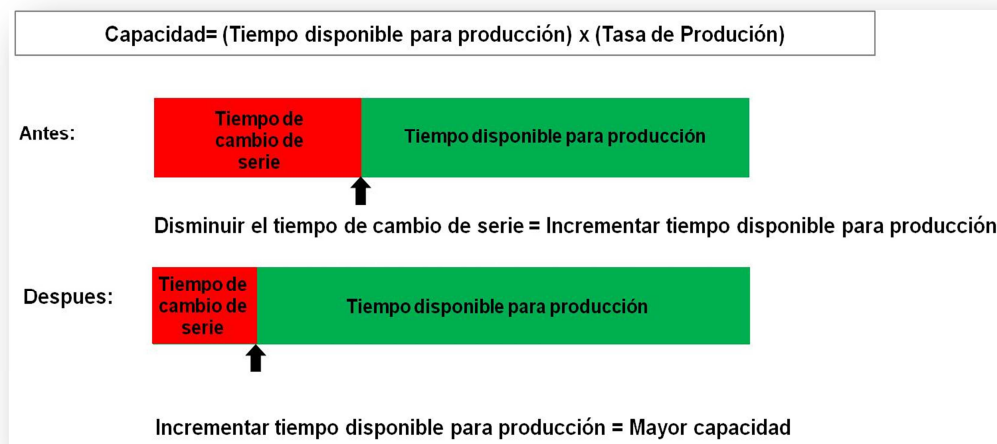 Capacidad= (Tiempo disponible para producción) x (Tasa de Produción)
Antes:
Tiempo de
cambio de
serie
Tiempo disponible para producción
Disminuir el tiempo de cambio de serie = Incrementar tiempo disponible para producción
Despues:
Tiempo de
cambio de
serie
Tiempo disponible para producción
Incrementar tiempo disponible para producción = Mayor capacidad